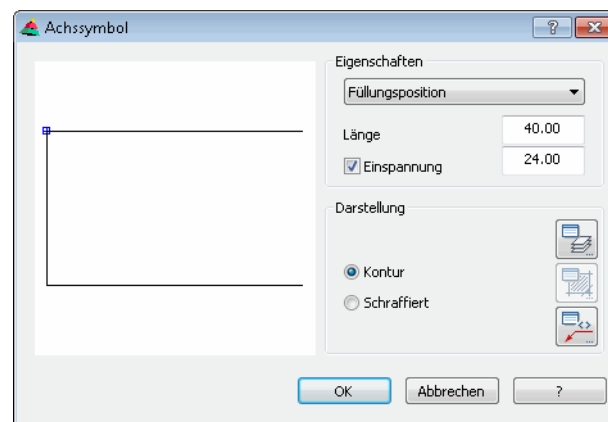 Achssymbol
Eigenschaften
Füllungsposition
Länge 40.00
Einspannung 24.00
Darstellung
Kontur
Schraffiert
OK Abbrechen ?